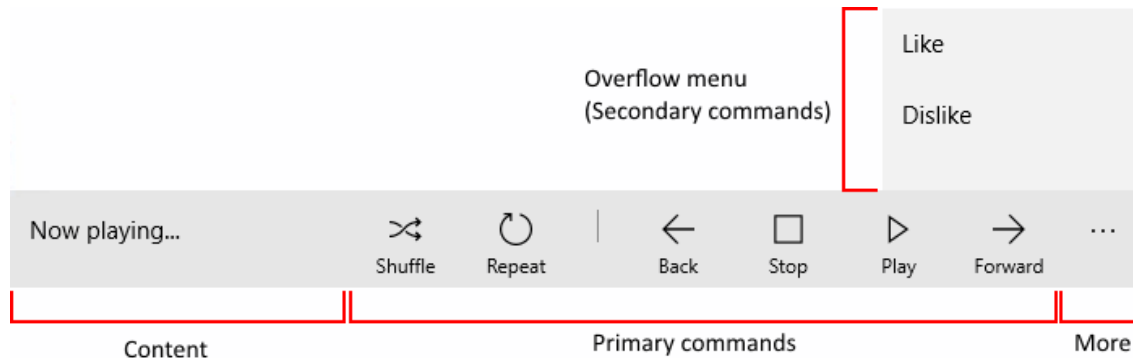 Like
Overflow menu
(Secondary commands)
Dislike
Now playing...
Shuffle
Repeat
Back
Stop
Play
Forward
...
Content
Primary commands
More